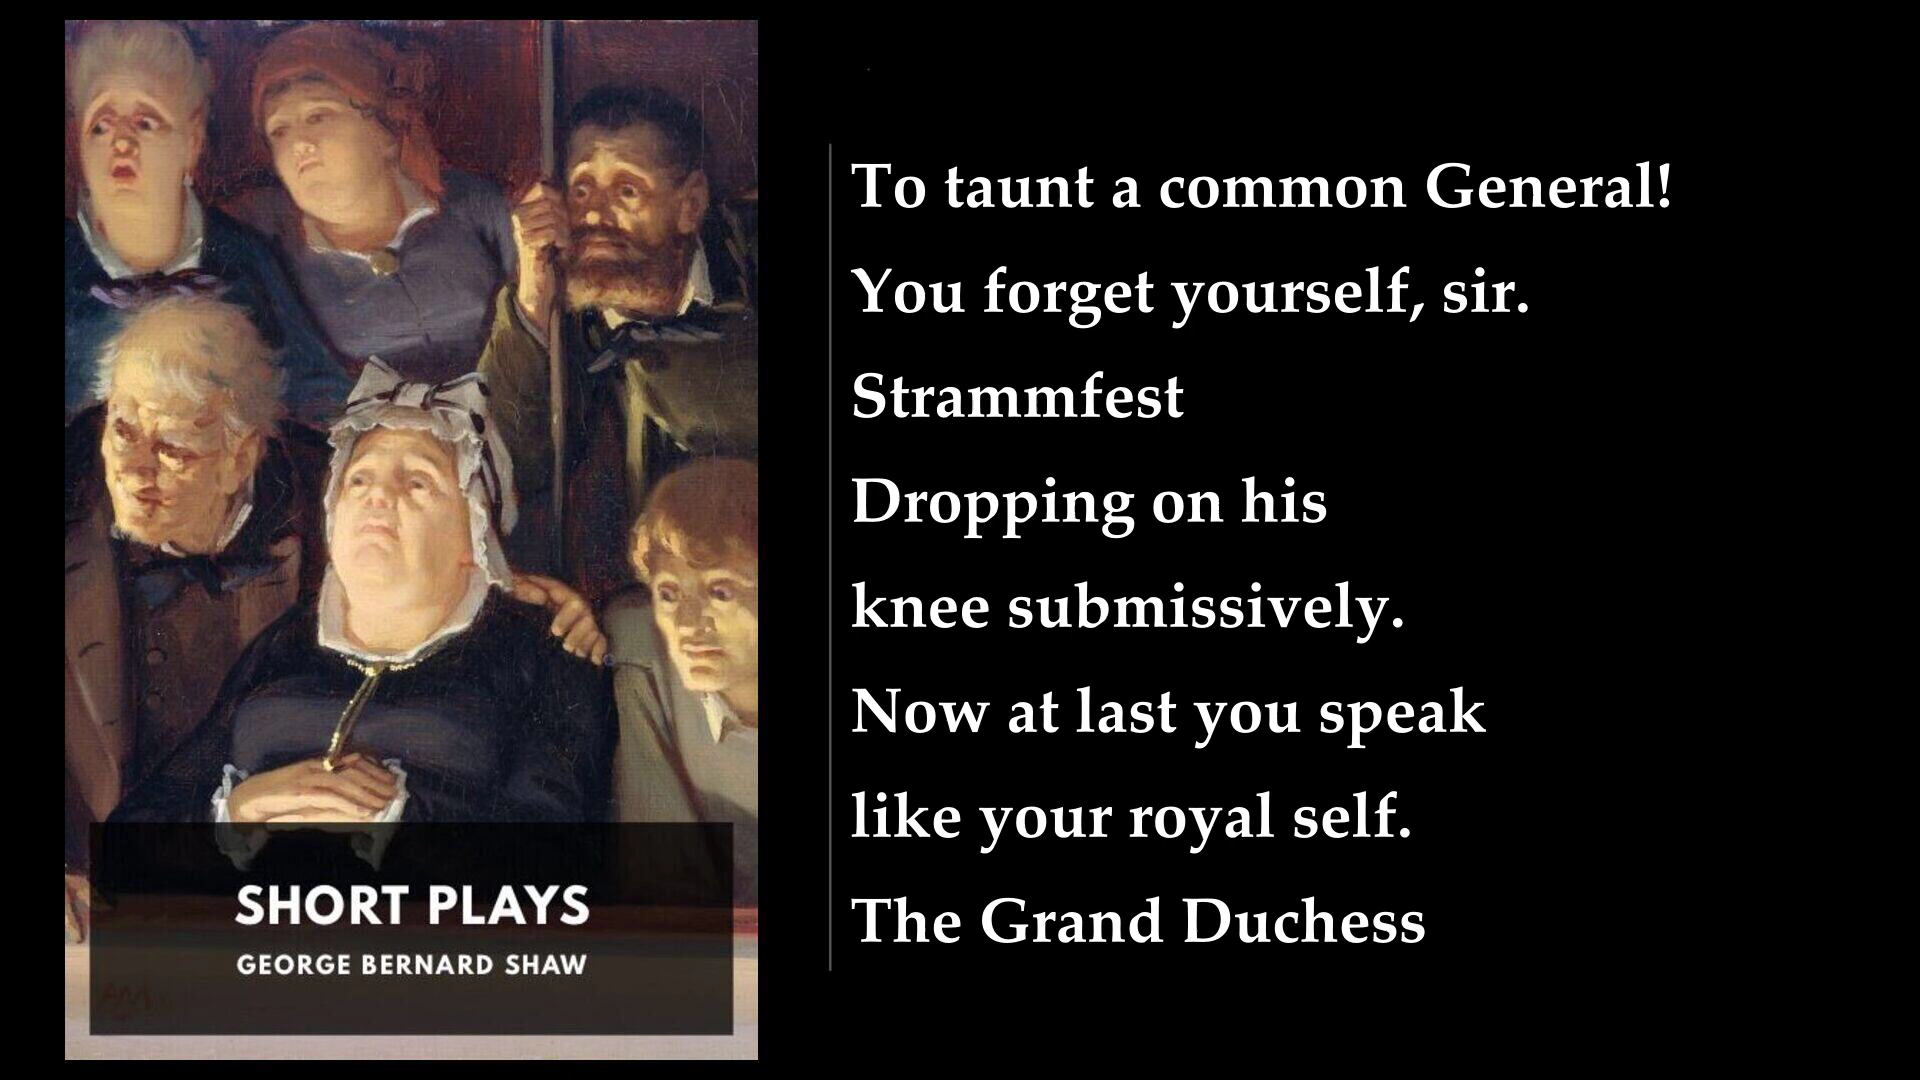 SHORT PLAYS
GEORGE BERNARD SHAW
To taunt a common General!
You forget yourself, sir.
Strammfest
Dropping on his
knee submissively.
Now at last you speak
like your royal self.
The Grand Duchess